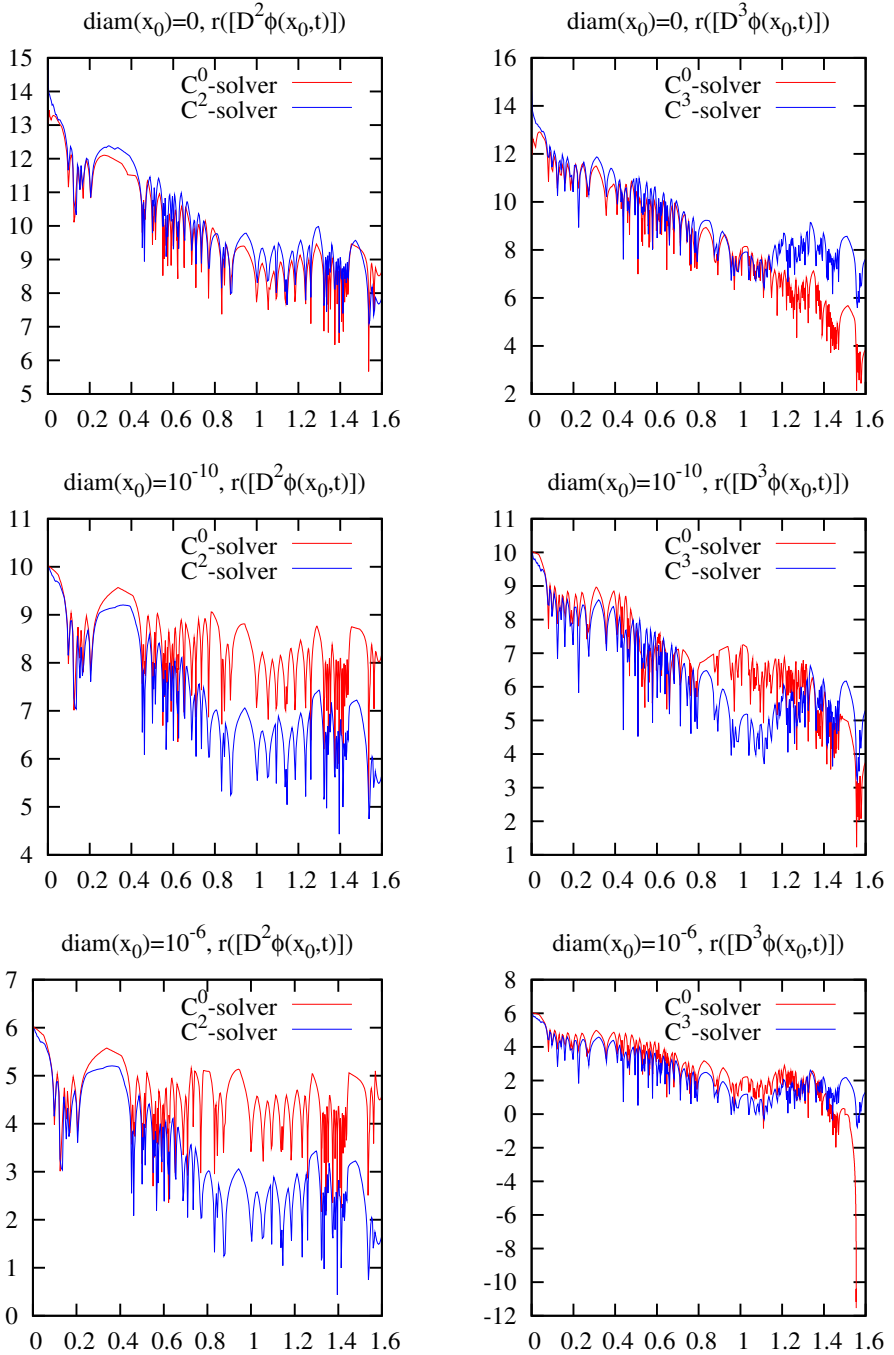 diam(x₀)=0, r([D²ϕ(x₀,t)])
C⁰-solver
C²-solver
15
14
13
12
11
10
9
8
7
6
5
0 0.2 0.4 0.6 0.8 1 1.2 1.4 1.6
diam(x₀)=0, r([D³ϕ(x₀,t)])
C⁰-solver
C³-solver
16
14
12
10
8
6
4
2
0 0.2 0.4 0.6 0.8 1 1.2 1.4 1.6
diam(x₀)=10⁻¹⁰, r([D²ϕ(x₀,t)])
C⁰-solver
C²-solver
11
10
9
8
7
6
5
4
0 0.2 0.4 0.6 0.8 1 1.2 1.4 1.6
diam(x₀)=10⁻¹⁰, r([D³ϕ(x₀,t)])
C⁰-solver
C³-solver
11
10
9
8
7
6
5
4
3
2
1
0 0.2 0.4 0.6 0.8 1 1.2 1.4 1.6
diam(x₀)=10⁻⁶, r([D²ϕ(x₀,t)])
C⁰-solver
C²-solver
7
6
5
4
3
2
1
0
0 0.2 0.4 0.6 0.8 1 1.2 1.4 1.6
diam(x₀)=10⁻⁶, r([D³ϕ(x₀,t)])
C⁰-solver
C³-solver
8
6
4
2
0
-2
-4
-6
-8
-10
-12
0 0.2 0.4 0.6 0.8 1 1.2 1.4 1.6